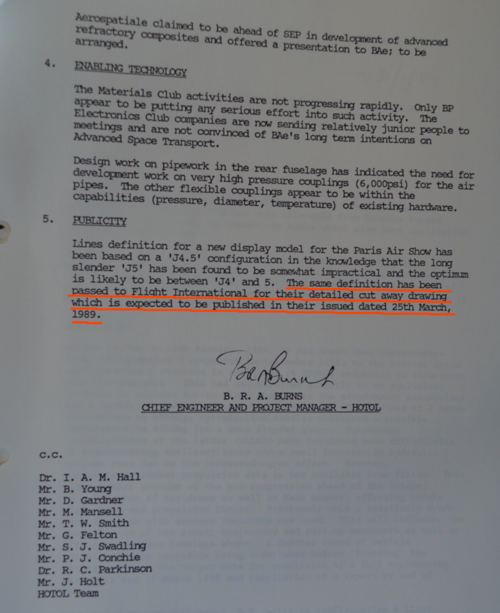 Aerospatiale claimed to be ahead of SEP in development of advanced
refractory composites and offered a presentation to BAe; to be
arranged.
4. ENABLING TECHNOLOGY
The Materials Club activities are not progressing rapidly. Only BP
appear to be putting any serious effort into such activity. The
Electronics Club companies are now sending relatively junior people to
meetings and are not convinced of BAe's long term intentions on
Advanced Space Transport.
Design work on pipework in the rear fuselage has indicated the need for
development work on very high pressure couplings (6,000psi) for the air
pipes. The other flexible couplings appear to be within the
capabilities (pressure, diameter, temperature) of existing hardware.
5. PUBLICITY
Lines definition for a new display model for the Paris Air Show has
been based on a 'J4.5' configuration in the knowledge that the long
slender 'J5' has been found to be somewhat impractical and the optimum
is likely to be between 'J4' and 5. The same definition has been
passed to Flight International for their detailed cut away drawing
which is expected to be published in their issued dated 25th March,
1989.
B. R. A. BURNS
CHIEF ENGINEER AND PROJECT MANAGER - HOTOL
c.c.
Dr. I. A. M. Hall
Mr. B. Young
Mr. D. Gardner
Mr. M. Mansell
Mr. T. W. Smith
Mr. G. Felton
Mr. S. J. Swadling
Mr. P. J. Conchie
Dr. R. C. Parkinson
Mr. J. Holt
HOTOL Team